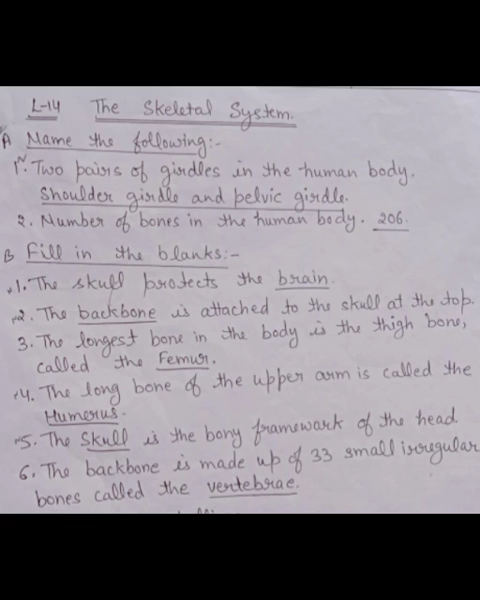 L-14 The Skeletal System.
A Name the following:-
1. Two pairs of girdles in the human body.
Shoulder girdle and pelvic girdle.
2. Number of bones in the human body. 206.
B Fill in the blanks:-
1. The skull protects the brain.
2. The backbone is attached to the skull at the top.
3. The longest bone in the body is the thigh bone,
called the Femur.
4. The long bone of the upper arm is called the
Humerus.
5. The Skull is the bony framework of the head.
6. The backbone is made up of 33 small irregular
bones called the vertebrae.